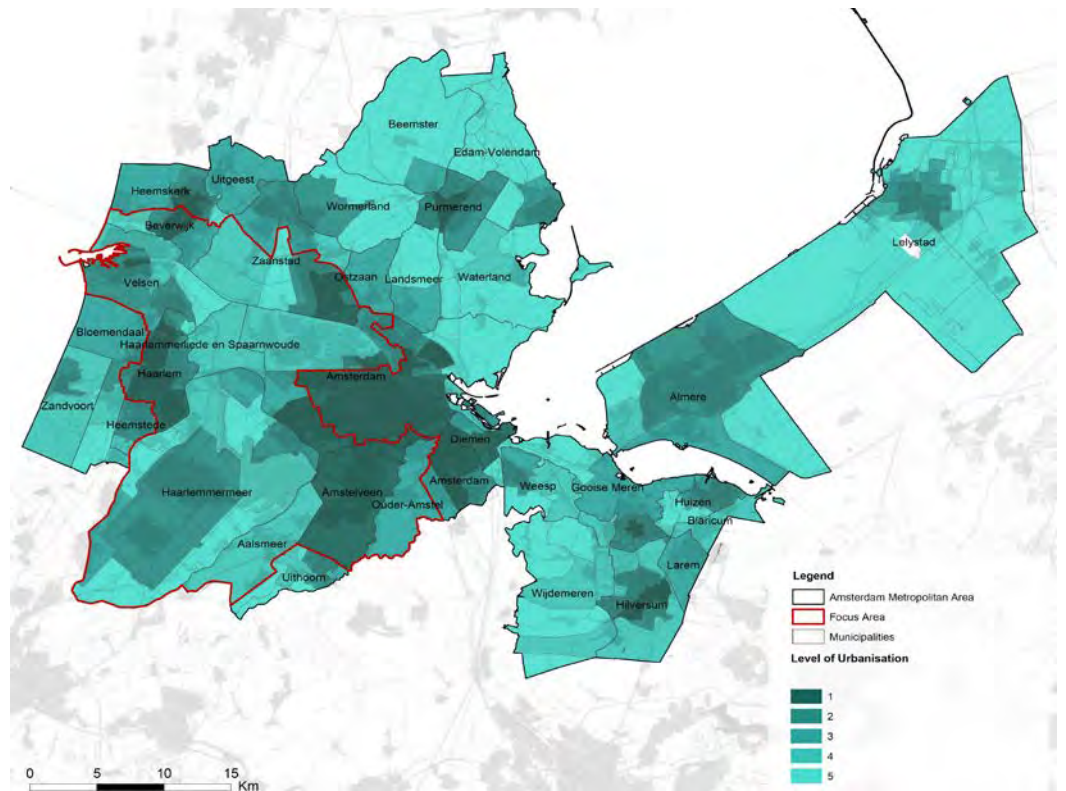 Beemster
Edam-Volendam
Uitgeest
Heemskerk
Wormerland
Purmerend
Beverwijk
Lelystad
Zaanstad
Oostzaan
Landsmeer
Waterland
Velsen
Bloemendaal
Haarlammerliede en Spaarnwoude
Haarlem
Amsterdam
Almere
Zandvoort
Heemstede
Diemen
Haarlemmermeer
Amstelveen
Amsterdam
Weesp
Gooise Meren
Ouder-Amstel
Huizen
Blaricum
Aalsmeer
Uithoorn
Larem
Wijdemeren
Hilversum
Legend
Amsterdam Metropolitan Area
Focus Area
Municipalities
Level of Urbanisation
1
2
3
4
5
0 5 10 15
Km